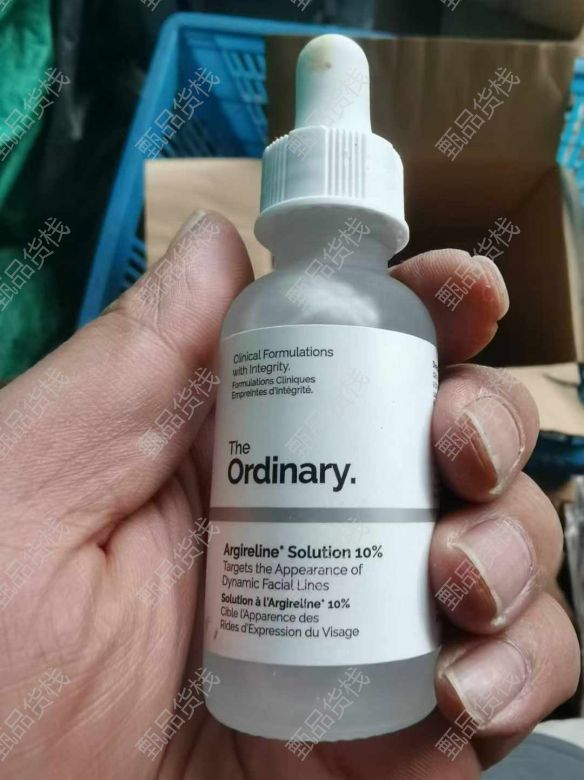 Clinical Formulations
with Integrity.
Formulations Cliniques
Empreintes d'Intégrité.
The
Ordinary.
Argireline* Solution 10%
Targets the Appearance of
Dynamic Facial Lines
Solution à l'Argireline* 10%
Cible l'Apparence des
Rides d'Expression du Visage
甄品货栈